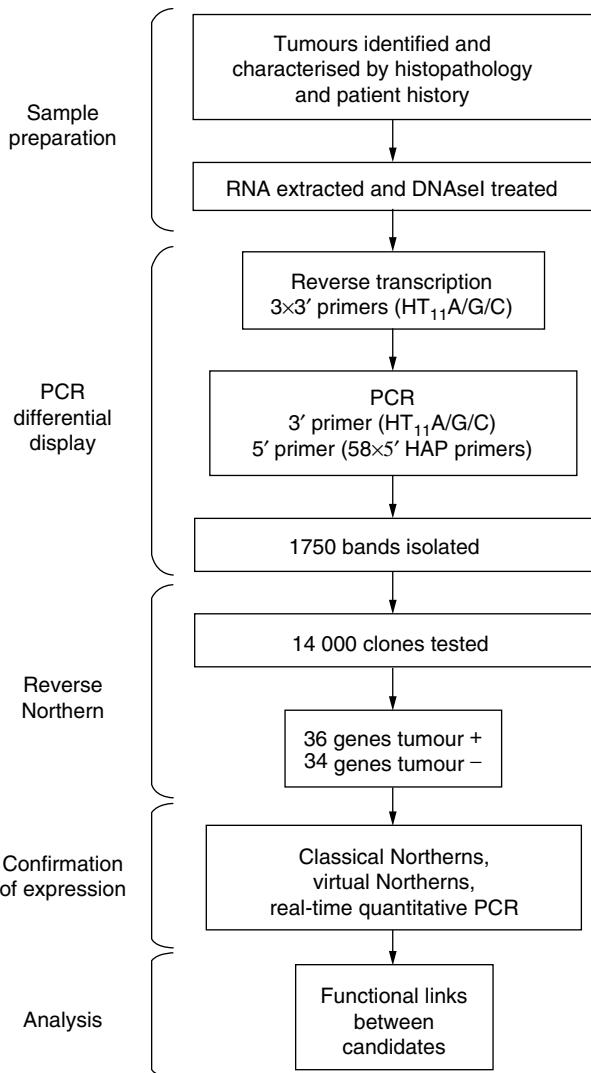 Tumours identified and
characterised by histopathology
and patient history
Sample
preparation
RNA extracted and DNAseI treated
Reverse transcription
3×3′ primers (HT11A/G/C)
PCR
differential
display
PCR
3′ primer (HT11A/G/C)
5′ primer (58×5′ HAP primers)
1750 bands isolated
14 000 clones tested
Reverse
Northern
36 genes tumour +
34 genes tumour −
Confirmation
of expression
Classical Northerns,
virtual Northerns,
real-time quantitative PCR
Analysis
Functional links
between
candidates